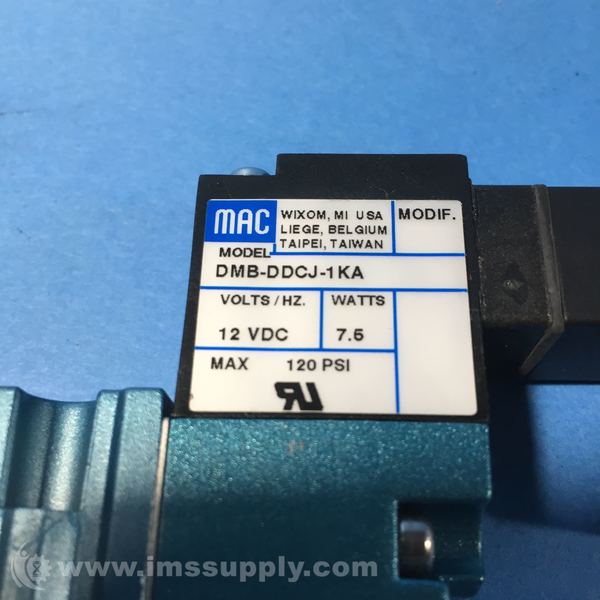 MAC
WIXOM, MI USA
LIEGE, BELGIUM
TAIPEI, TAIWAN
MODIF.
MODEL
DMB-DDCJ-1KA
VOLTS/HZ.
WATTS
12 VDC
7.5
MAX 120 PSI
UR
www.imssupply.com